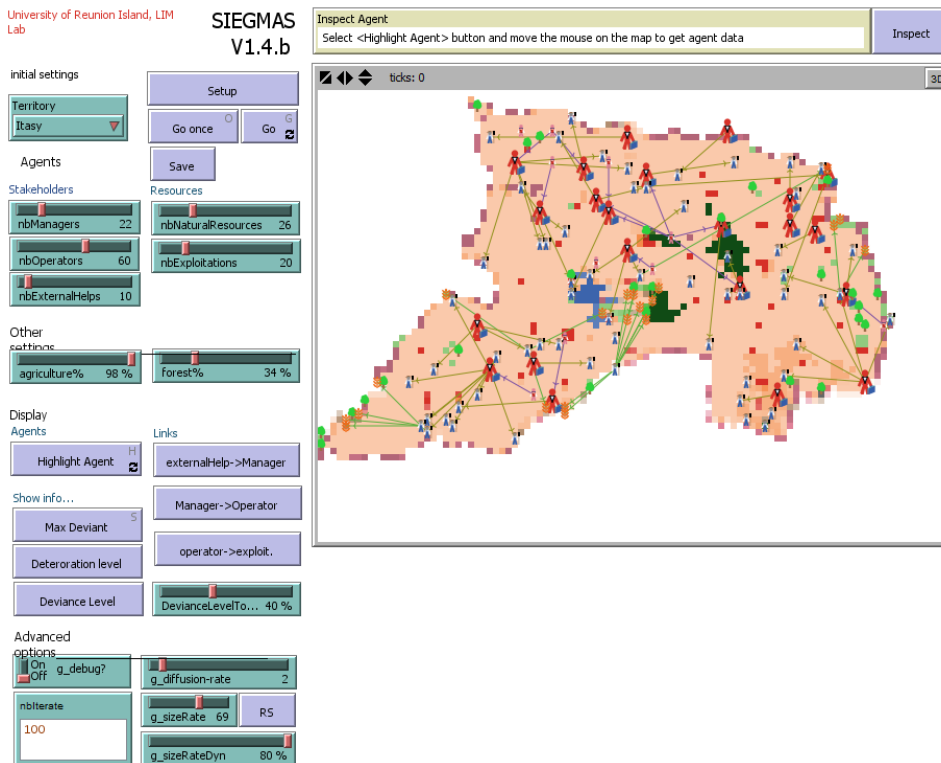 University of Reunion Island, LIM
Lab
SIEGMAS
V1.4.b
Inspect Agent
Select <Highlight Agent> button and move the mouse on the map to get agent data
Inspect
ticks: 0
3D
initial settings
Territory
Itasy
Setup
Go once
O
Go
G
Agents
Save
Stakeholders
Resources
nbManagers 22
nbNaturalResources 26
nbOperators 60
nbExploitations 20
nbExternalHelps 10
Other
settings
agriculture% 98 %
forest% 34 %
Display
Agents
Links
Highlight Agent
H
externalHelp->Manager
Show info...
Manager->Operator
Max Deviant
S
operator->exploit.
Deteroration level
Deviance Level
DevianceLevelTo... 40 %
Advanced
options
On
Off
g_debug?
g_diffusion-rate 2
nbIterate
100
g_sizeRate 69
RS
g_sizeRateDyn 80 %